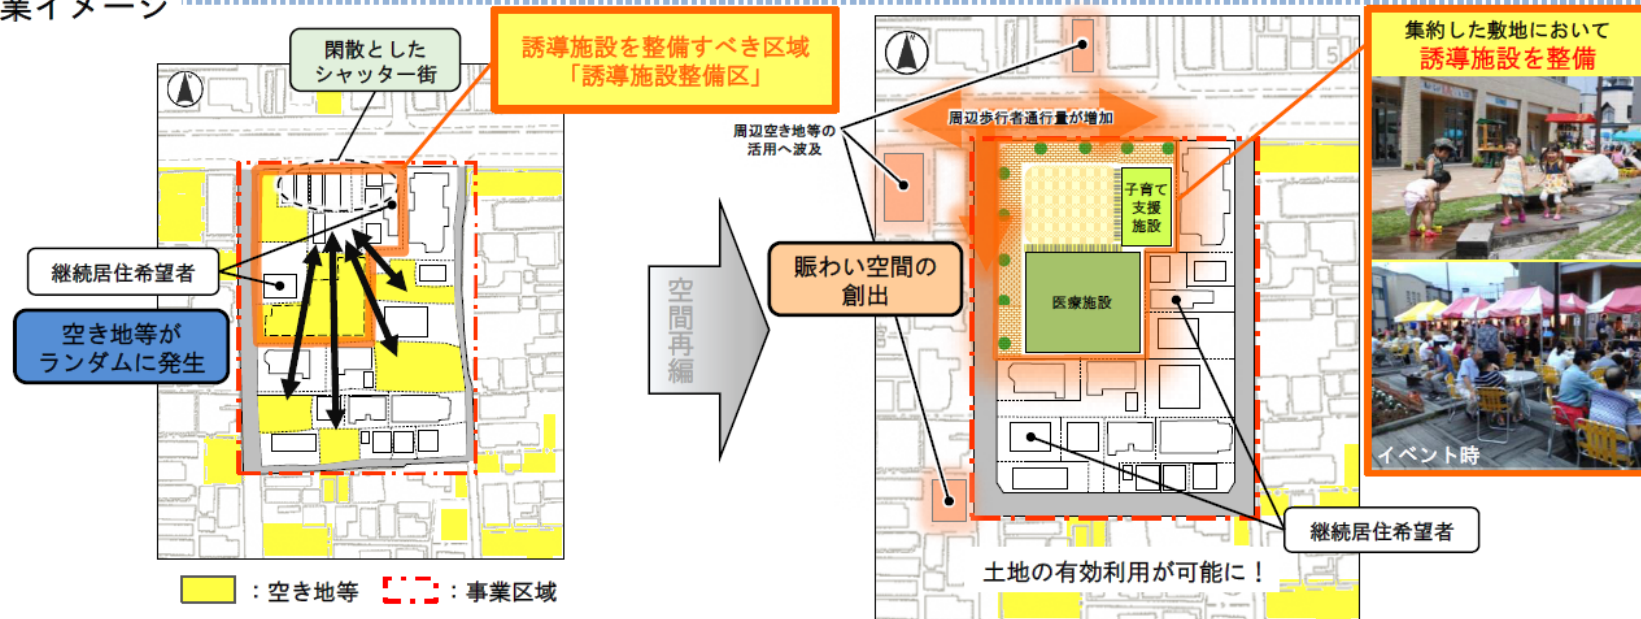 業イメージ
閑散とした
シャッター街
誘導施設を整備すべき区域
「誘導施設整備区」
継続居住希望者
空き地等が
ランダムに発生
：空き地等
：事業区域
空間再編
周辺空き地等の
活用へ波及
周辺歩行者通行量が増加
賑わい空間の
創出
子育て
支援
施設
医療施設
継続居住希望者
土地の有効利用が可能に！
集約した敷地において
誘導施設を整備
イベント時